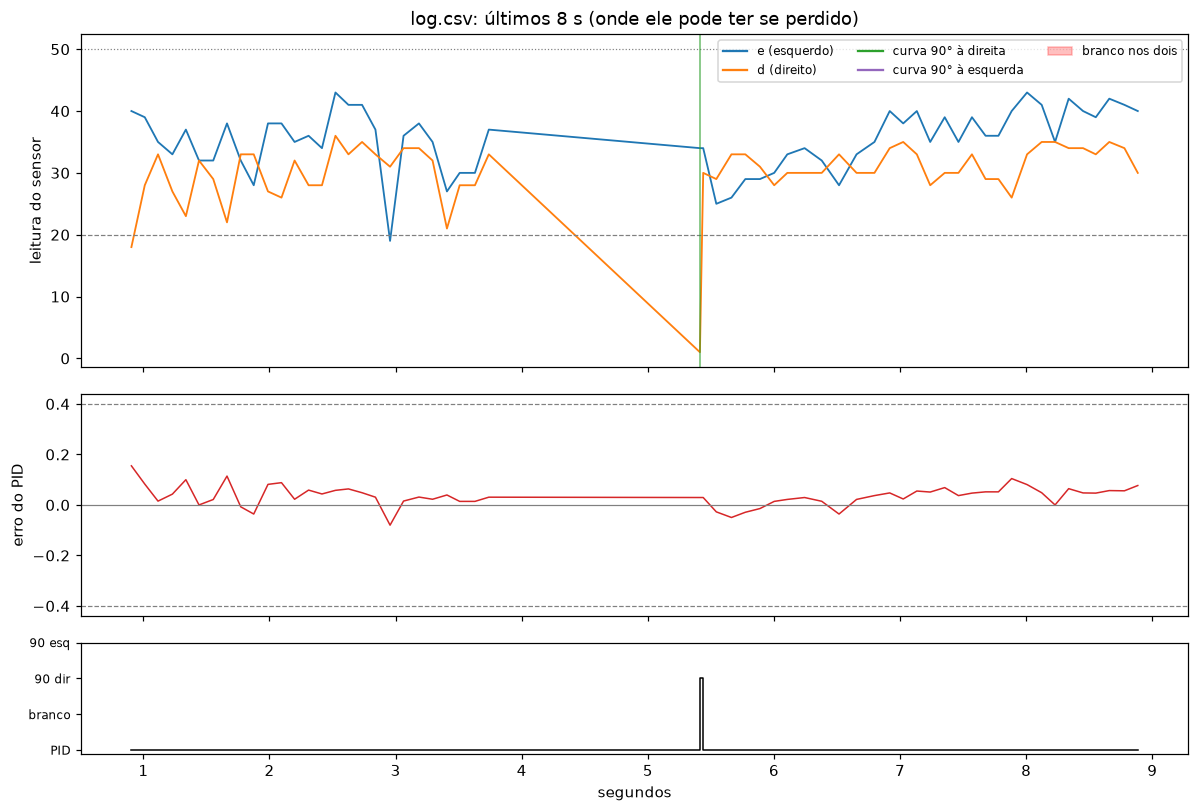 log.csv: últimos 8 s (onde ele pode ter se perdido)
e (esquerdo)
d (direito)
curva 90° à direita
curva 90° à esquerda
branco nos dois
leitura do sensor
50
40
30
20
10
0
erro do PID
0.4
0.2
0.0
−0.2
−0.4
90 esq
90 dir
branco
PID
1 2 3 4 5 6 7 8 9
segundos